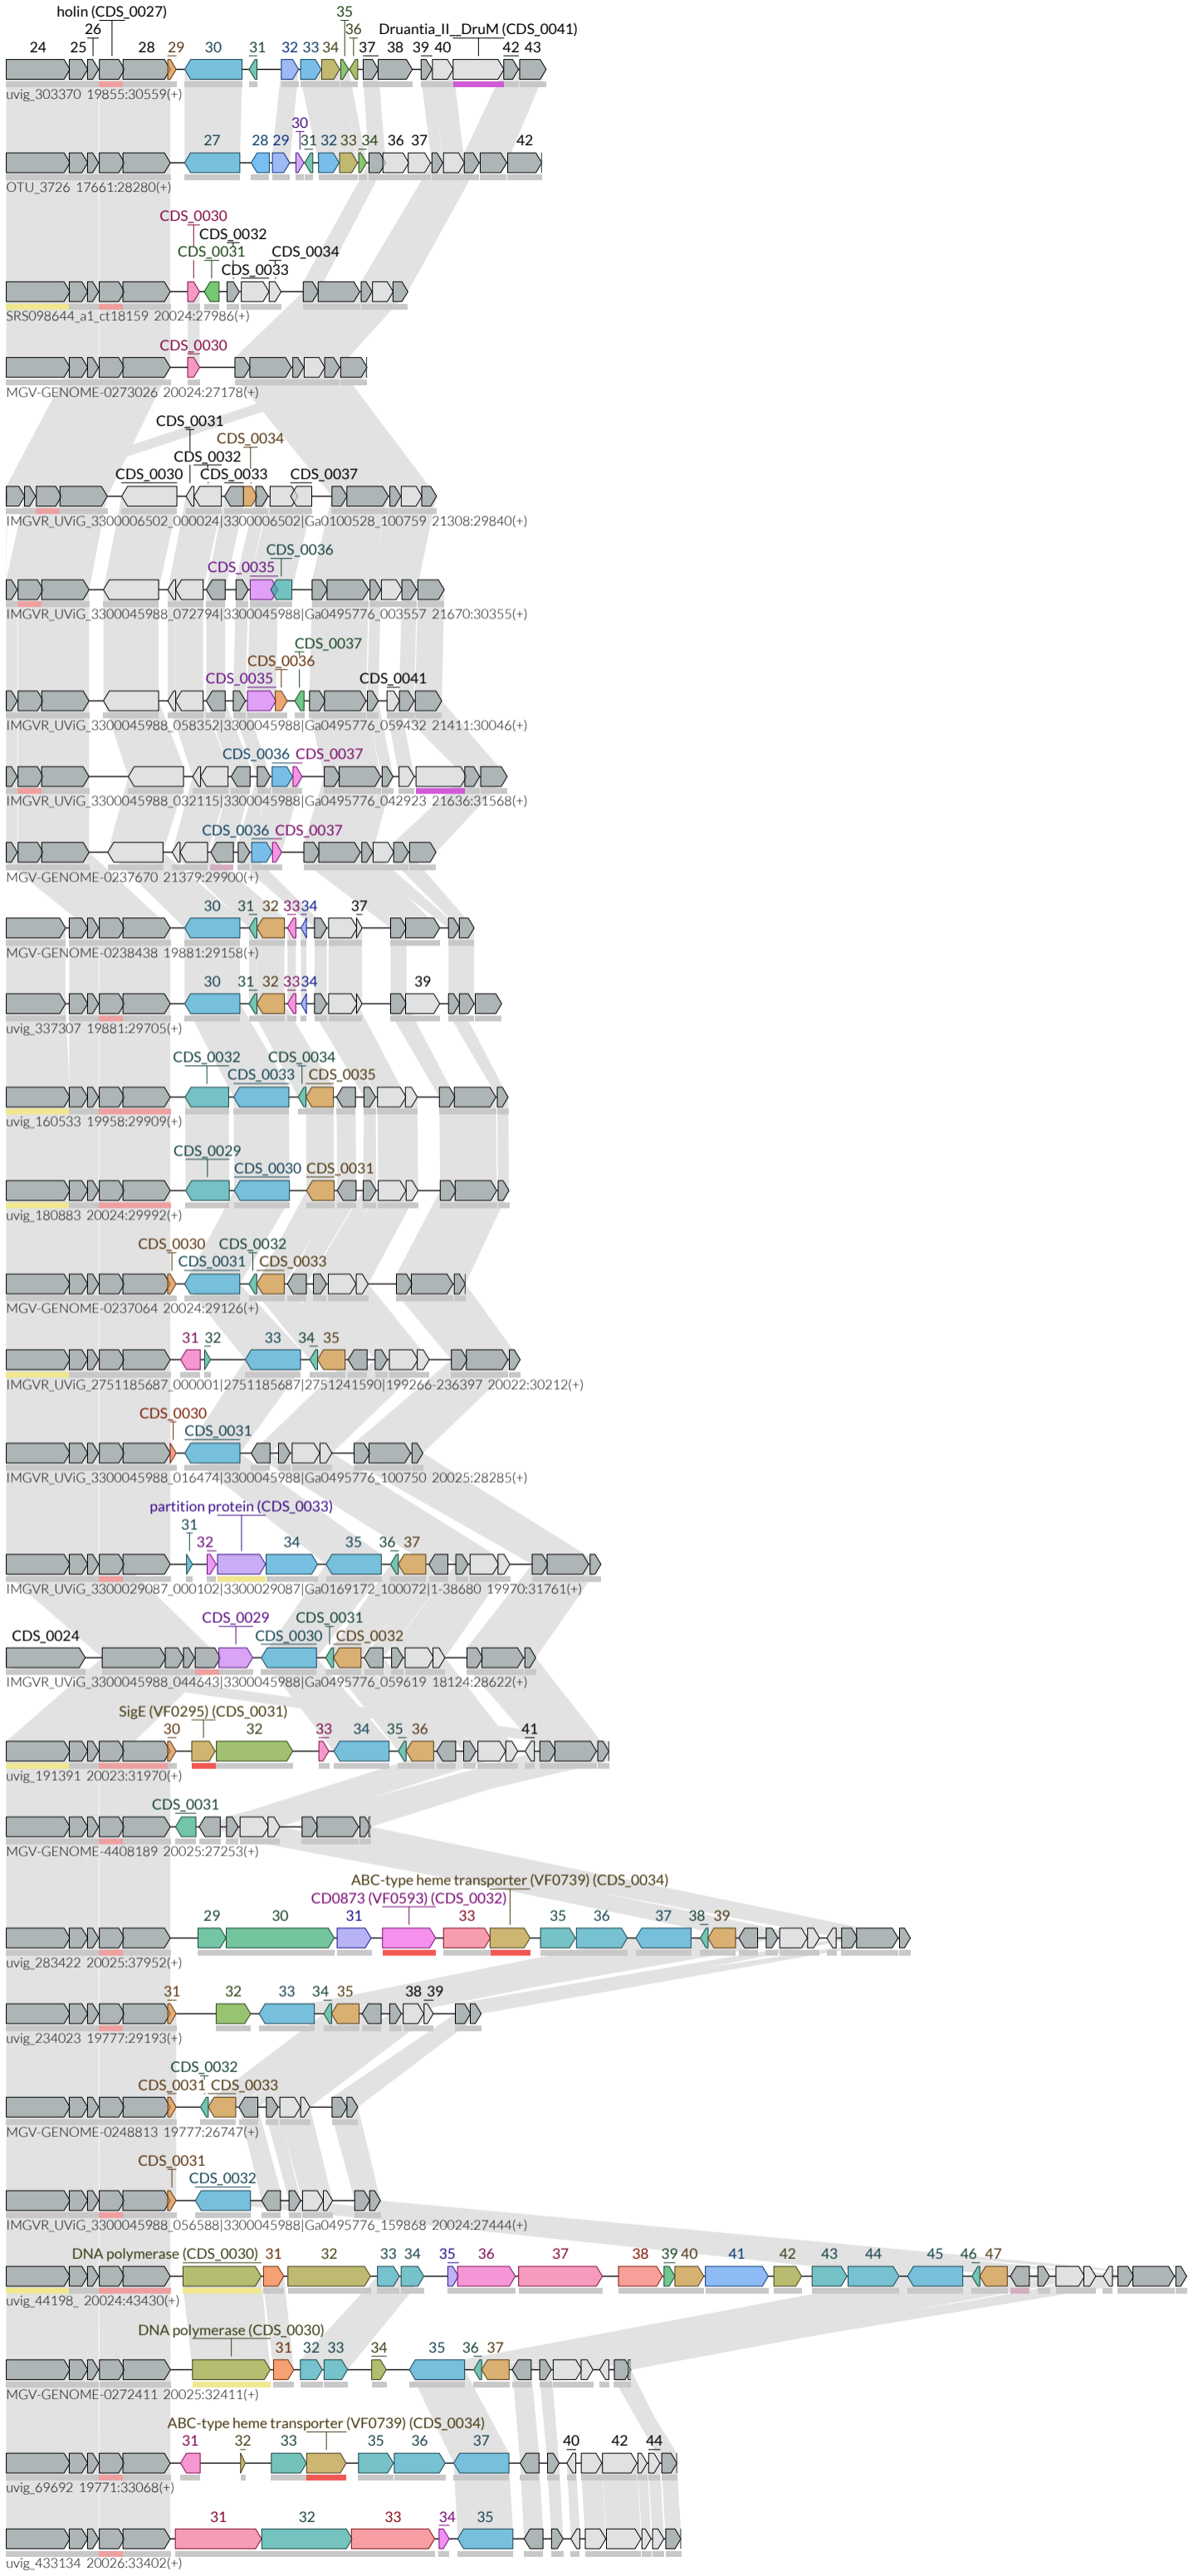 holin (CDS_0027)
35
26 36 Druantia_II__DruM (CDS_0041)
24 25 28 29 30 31 32 33 34 37 38 39 40 42 43
uvig_303370 19855:30559(+)
30
27 28 29 31 32 33 34 36 37 42
OTU_3726 17661:28280(+)
CDS_0030
CDS_0032
CDS_0031 CDS_0034
CDS_0033
SRS098644_a1_ct18159 20024:27986(+)
CDS_0030
MGV-GENOME-0273026 20024:27178(+)
CDS_0031
CDS_0034
CDS_0032
CDS_0030 CDS_0033 CDS_0037
IMGVR_UViG_3300006502_000024|3300006502|Ga0100528_100759 21308:29840(+)
CDS_0036
CDS_0035
IMGVR_UViG_3300045988_072794|3300045988|Ga0495776_003557 21670:30355(+)
CDS_0037
CDS_0036
CDS_0035 CDS_0041
IMGVR_UViG_3300045988_058352|3300045988|Ga0495776_059432 21411:30046(+)
CDS_0036 CDS_0037
IMGVR_UViG_3300045988_032115|3300045988|Ga0495776_042923 21636:31568(+)
CDS_0036 CDS_0037
MGV-GENOME-0237670 21379:29900(+)
30 31 32 33 34 37
MGV-GENOME-0238438 19881:29158(+)
30 31 32 33 34 39
uvig_337307 19881:29705(+)
CDS_0032 CDS_0034
CDS_0033 CDS_0035
uvig_160533 19958:29909(+)
CDS_0029
CDS_0030 CDS_0031
uvig_180883 20024:29992(+)
CDS_0030 CDS_0032
CDS_0031 CDS_0033
MGV-GENOME-0237064 20024:29126(+)
31 32 33 34 35
IMGVR_UViG_2751185687_000001|2751185687|2751241590|199266-236397 20022:30212(+)
CDS_0030
CDS_0031
IMGVR_UViG_3300045988_016474|3300045988|Ga0495776_100750 20025:28285(+)
partition protein (CDS_0033)
31
32 34 35 36 37
IMGVR_UViG_3300029087_000102|3300029087|Ga0169172_100072|1-38680 19970:31761(+)
CDS_0029 CDS_0031
CDS_0024 CDS_0030 CDS_0032
IMGVR_UViG_3300045988_044643|3300045988|Ga0495776_059619 18124:28622(+)
SigE (VF0295) (CDS_0031)
30 32 33 34 35 36 41
uvig_191391 20023:31970(+)
CDS_0031
MGV-GENOME-4408189 20025:27253(+)
ABC-type heme transporter (VF0739) (CDS_0034)
CD0873 (VF0593) (CDS_0032)
29 30 31 33 35 36 37 38 39
uvig_283422 20025:37952(+)
31 32 33 34 35 38 39
uvig_234023 19777:29193(+)
CDS_0032
CDS_0031 CDS_0033
MGV-GENOME-0248813 19777:26747(+)
CDS_0031
CDS_0032
IMGVR_UViG_3300045988_056588|3300045988|Ga0495776_159868 20024:27444(+)
DNA polymerase (CDS_0030) 31 32 33 34 35 36 37 38 39 40 41 42 43 44 45 46 47
uvig_44198_ 20024:43430(+)
DNA polymerase (CDS_0030)
31 32 33 34 35 36 37
MGV-GENOME-0272411 20025:32411(+)
ABC-type heme transporter (VF0739) (CDS_0034)
31 32 33 35 36 37 40 42 44
uvig_69692 19771:33068(+)
31 32 33 34 35
uvig_433134 20026:33402(+)